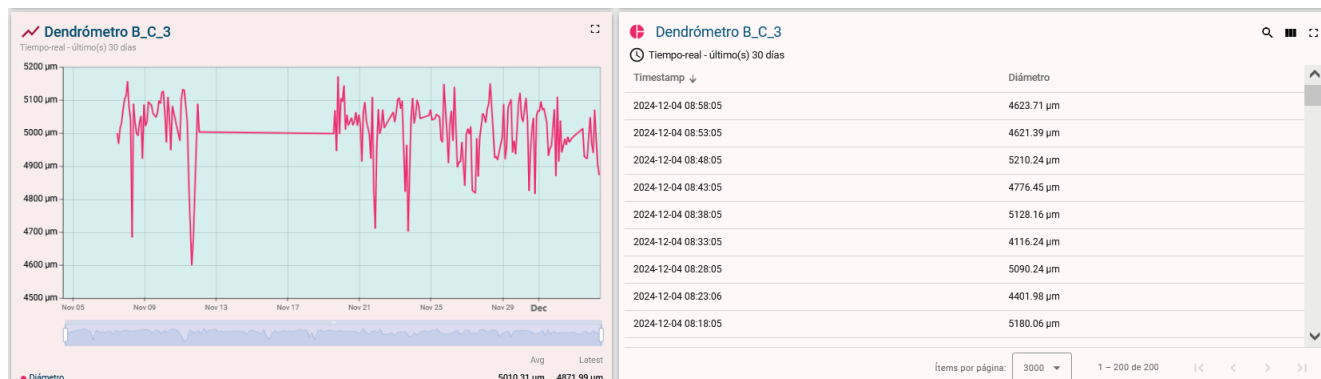 Dendrómetro B_C_3
Tiempo-real - último(s) 30 días
5200 µm
5100 µm
5000 µm
4900 µm
4800 µm
4700 µm
4600 µm
4500 µm
Nov 05 Nov 09 Nov 13 Nov 17 Nov 21 Nov 25 Nov 29 Dec
Avg Latest
Diámetro 5010.31 µm 4871.99 µm
Dendrómetro B_C_3
Tiempo-real - último(s) 30 días
Timestamp Diámetro
2024-12-04 08:58:05 4623.71 µm
2024-12-04 08:53:05 4621.39 µm
2024-12-04 08:48:05 5210.24 µm
2024-12-04 08:43:05 4776.45 µm
2024-12-04 08:38:05 5128.16 µm
2024-12-04 08:33:05 4116.24 µm
2024-12-04 08:28:05 5090.24 µm
2024-12-04 08:23:06 4401.98 µm
2024-12-04 08:18:05 5180.06 µm
Ítems por página: 3000 1 – 200 de 200